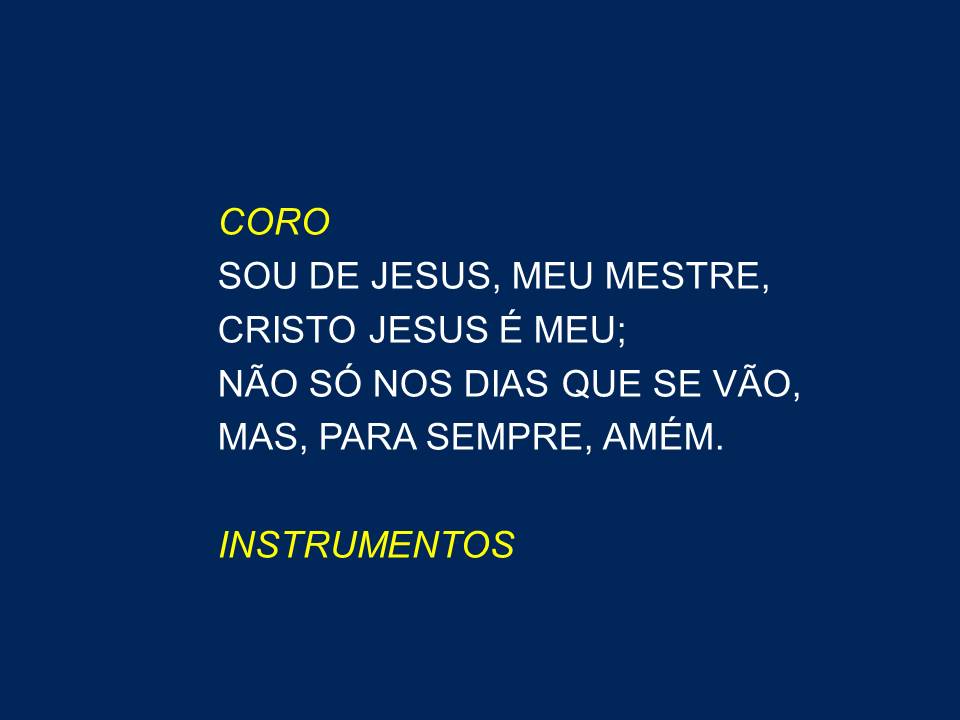 CORO
SOU DE JESUS, MEU MESTRE,
CRISTO JESUS É MEU;
NÃO SÓ NOS DIAS QUE SE VÃO,
MAS, PARA SEMPRE, AMÉM.
INSTRUMENTOS